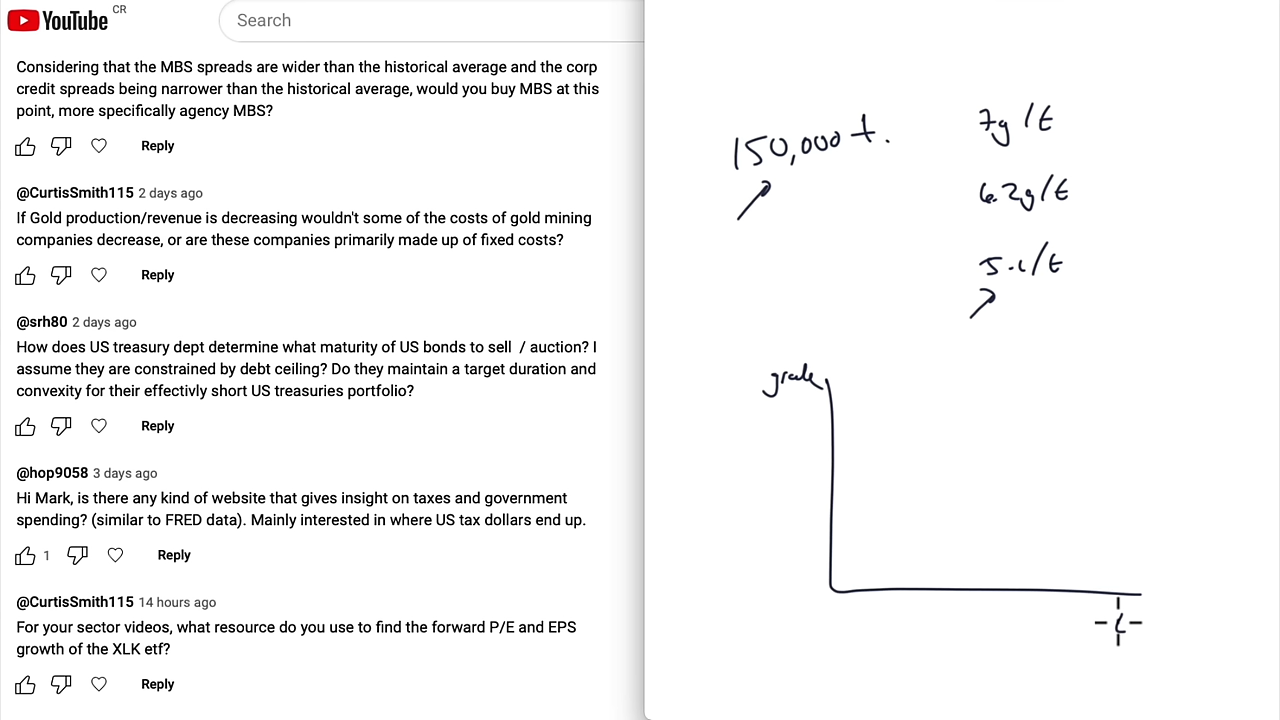 YouTube CR
Search
Considering that the MBS spreads are wider than the historical average and the corp
credit spreads being narrower than the historical average, would you buy MBS at this
point, more specifically agency MBS?
Reply
@CurtisSmith115 2 days ago
If Gold production/revenue is decreasing wouldn't some of the costs of gold mining
companies decrease, or are these companies primarily made up of fixed costs?
Reply
@srh80 2 days ago
How does US treasury dept determine what maturity of US bonds to sell / auction? I
assume they are constrained by debt ceiling? Do they maintain a target duration and
convexity for their effectivly short US treasuries portfolio?
Reply
@hop9058 3 days ago
Hi Mark, is there any kind of website that gives insight on taxes and government
spending? (similar to FRED data). Mainly interested in where US tax dollars end up.
1 Reply
@CurtisSmith115 14 hours ago
For your sector videos, what resource do you use to find the forward P/E and EPS
growth of the XLK etf?
Reply
150,000 t.
7g/t
6.2g/t
5.1/t
grade